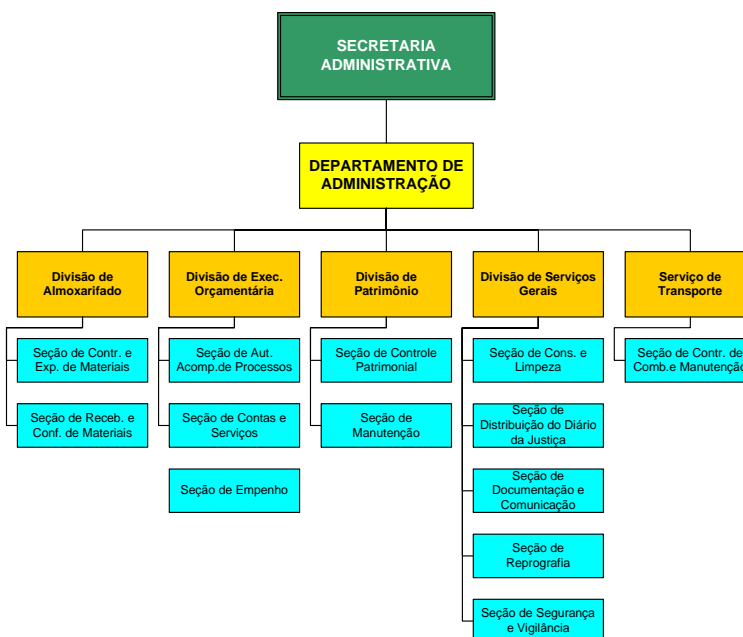 SECRETARIA
ADMINISTRATIVA
DEPARTAMENTO DE
ADMINISTRAÇÃO
Divisão de
Almoxarifado
Divisão de Exec.
Orçamentária
Divisão de
Patrimônio
Divisão de Serviços
Gerais
Serviço de
Transporte
Seção de Contr. e
Exp. de Materiais
Seção de Aut.
Acomp.de Processos
Seção de Controle
Patrimonial
Seção de Cons. e
Limpeza
Seção de Contr. de
Comb.e Manutenção
Seção de Receb. e
Conf. de Materiais
Seção de Contas e
Serviços
Seção de
Manutenção
Seção de
Distribuição do Diário
da Justiça
Seção de Empenho
Seção de
Documentação e
Comunicação
Seção de
Reprografia
Seção de Segurança
e Vigilância